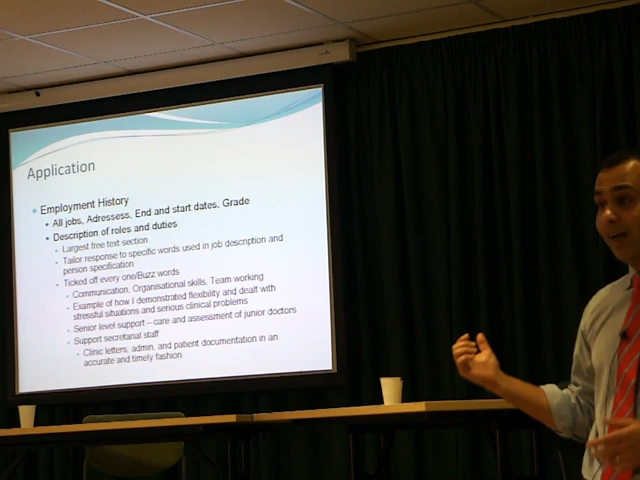 Application
Employment History
All jobs, Adressess, End and start dates, Grade
Description of roles and duties
Largest free text section
Tailor response to specific words used in job description and
person specification
Ticked off every one/Buzz words
Communication, Organisational skills, Team working
Example of how I demonstrated flexibility and dealt with
stressful situations and serious clinical problems
Senior level support – care and assessment of junior doctors
Support secretarial staff
Clinic letters, admin, and patient documentation in an
accurate and timely fashion